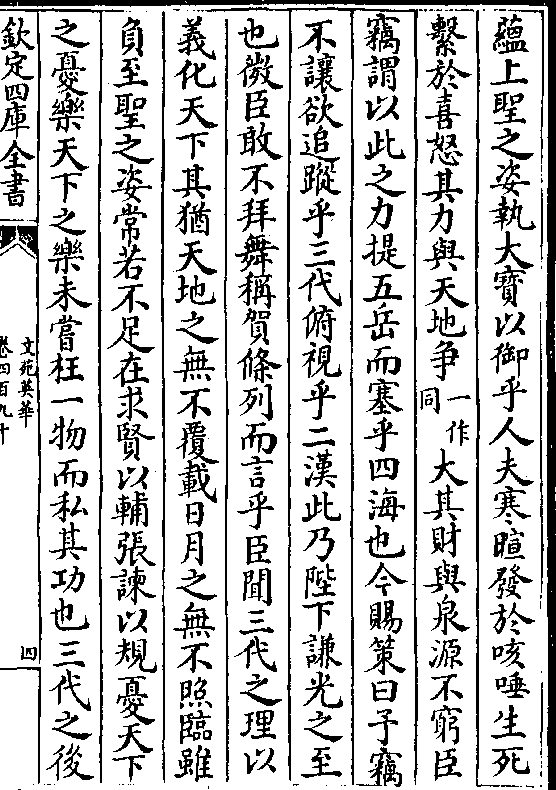 蘊上聖之姿執大寶以御乎人夫寒暄發於咳唾生死
繫於喜怒其力與天地争一作同大其財與泉源不窮臣
竊謂以此之力提五岳而塞乎四海也今賜策曰子竊
不讓欲追蹤乎三代俯視乎二漢此乃陛下謙光之至
也微臣敢不拜舞稱賀條列而言乎臣聞三代之理以
義化天下其猶天地之無不覆載日月之無不照臨雖
負至聖之姿常若不足在求賢以輔張諫以規憂天下
之憂樂天下之樂未嘗枉一物而私其功也三代之後
欽定四庫全書
文苑英華
卷四百九十
四